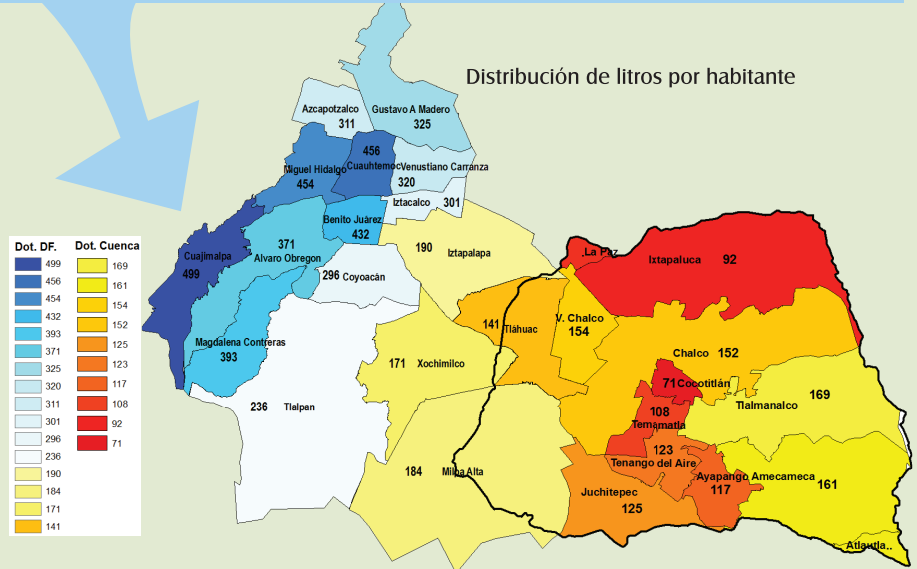 Distribución de litros por habitante
Azcapotzalco
311
Gustavo A Madero
325
456
Cuauhtemoc
Venustiano Carranza
320
Miguel Hidalgo
454
Iztacalco 301
Benito Juárez
432
Cuajimalpa
499
371
Alvaro Obregon
296 Coyoacán
190
Iztapalapa
Magdalena Contreras
393
236 Tlalpan
171 Xochimilco
184 Milpa Alta
141 Tláhuac
La Paz
Ixtapaluca 92
V. Chalco
154
Chalco 152
71 Cocotitlán
108
Temamatla
Tlalmanalco 169
123
Tenango del Aire
Ayapango
117
Amecameca
161
Juchitepec
125
Atlautla..
Dot. DF.
499
456
454
432
393
371
325
320
311
301
296
236
190
184
171
141
Dot. Cuenca
169
161
154
152
125
123
117
108
92
71